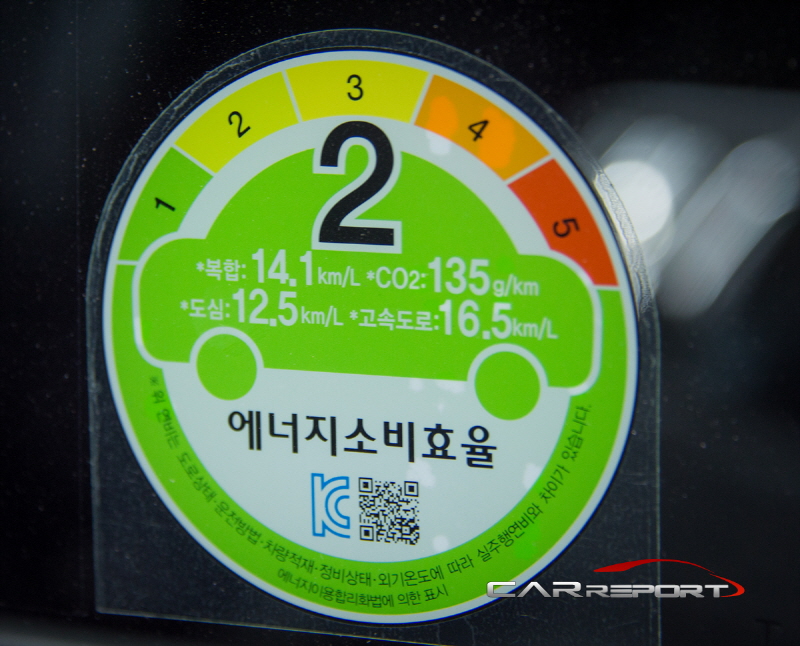 1 2 3 4 5
2
*복합:14.1km/L *CO2:135g/km
*도심:12.5km/L *고속도로:16.5km/L
에너지소비효율
※위 연비는 도로상태·운전방법·차량적재·정비상태·외기온도에 따라 실주행연비와 차이가 있습니다.
에너지이용합리화법에 의한 표시
CARREPORT